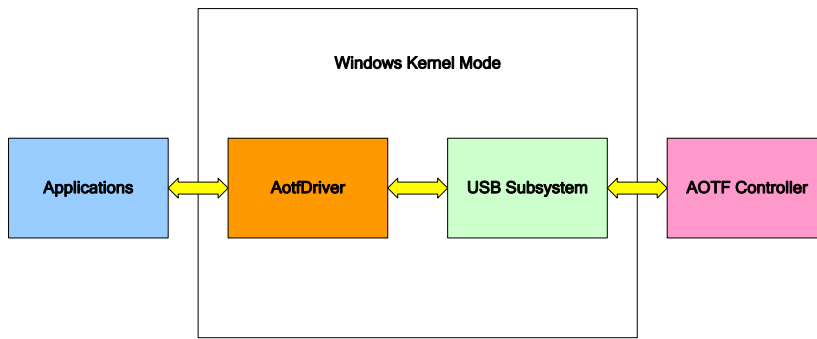 Windows Kernel Mode
Applications
AotfDriver
USB Subsystem
AOTF Controller